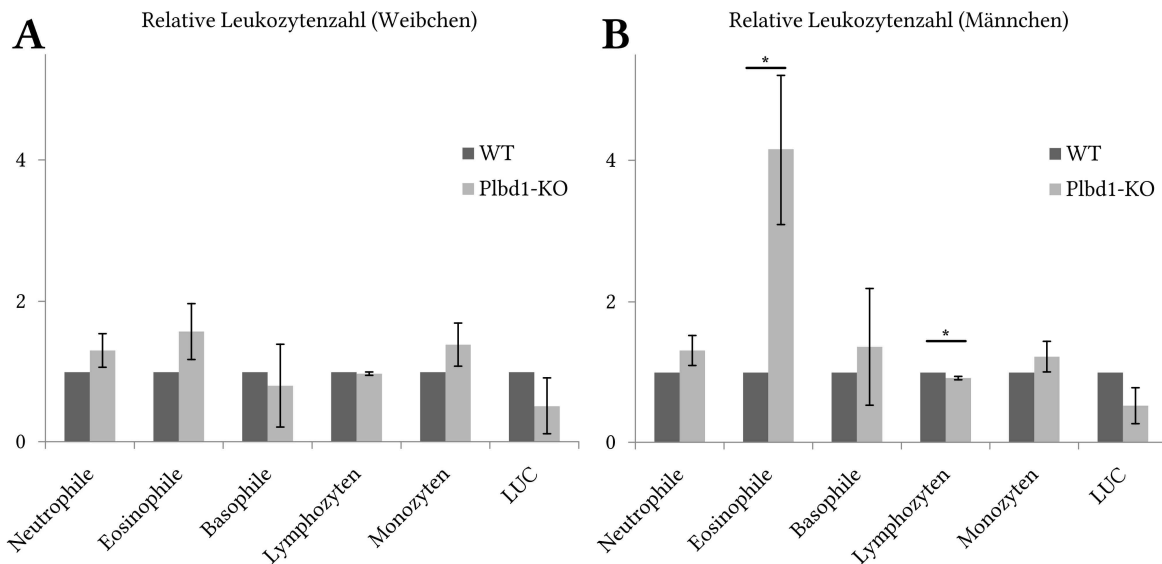 A
Relative Leukozytenzahl (Weibchen)
4
2
0
WT
Plbd1-KO
Neutrophile
Eosinophile
Basophile
Lymphozyten
Monozyten
LUC
B
Relative Leukozytenzahl (Männchen)
*
4
2
0
WT
Plbd1-KO
*
Neutrophile
Eosinophile
Basophile
Lymphozyten
Monozyten
LUC